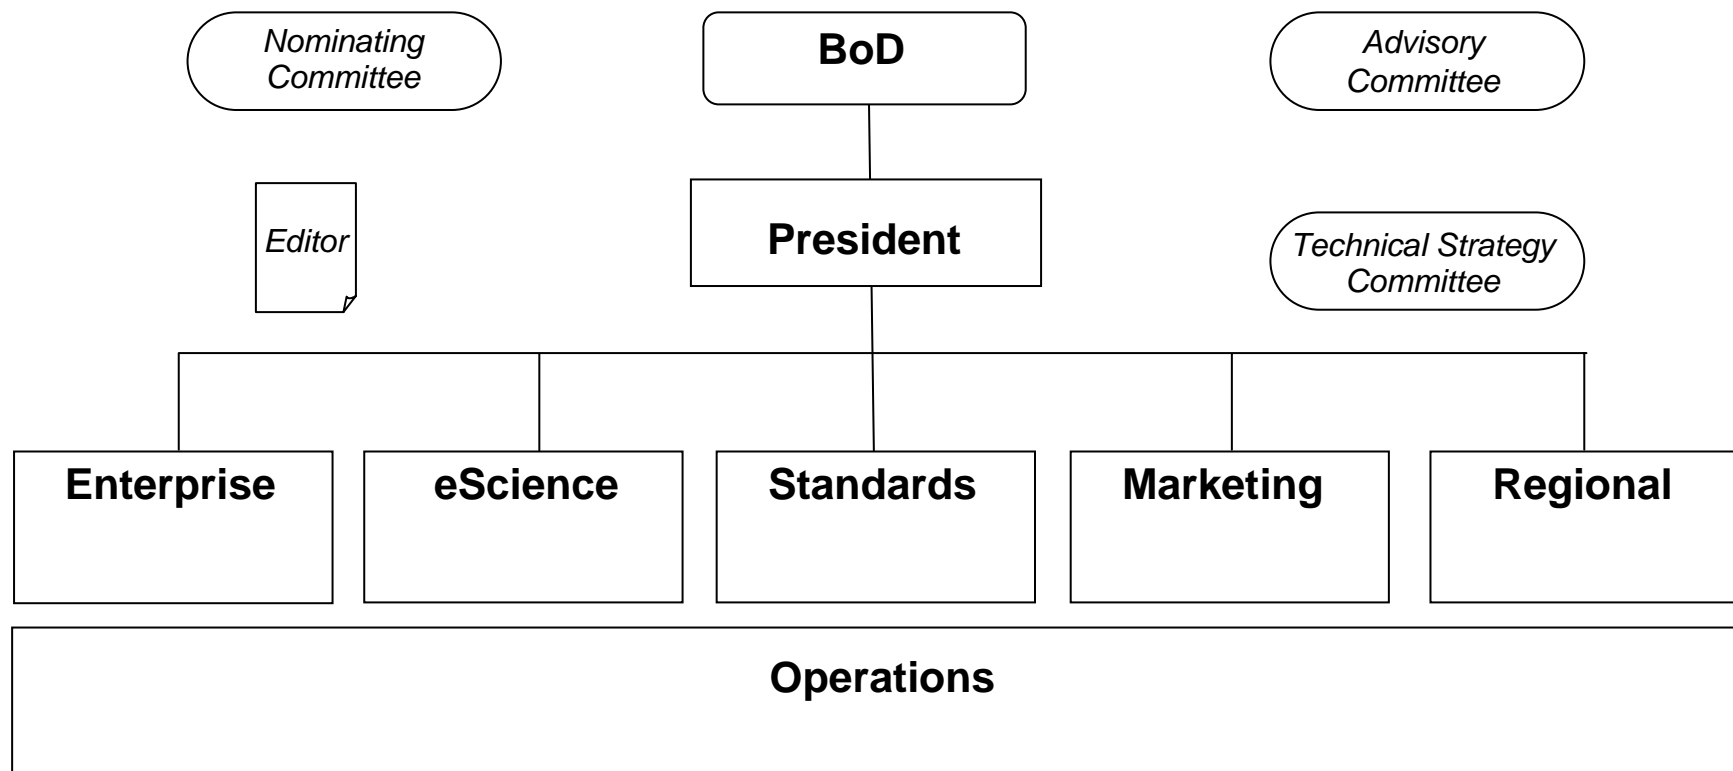 Nominating
Committee
BoD
Advisory
Committee
Editor
President
Technical Strategy
Committee
Enterprise
eScience
Standards
Marketing
Regional
Operations